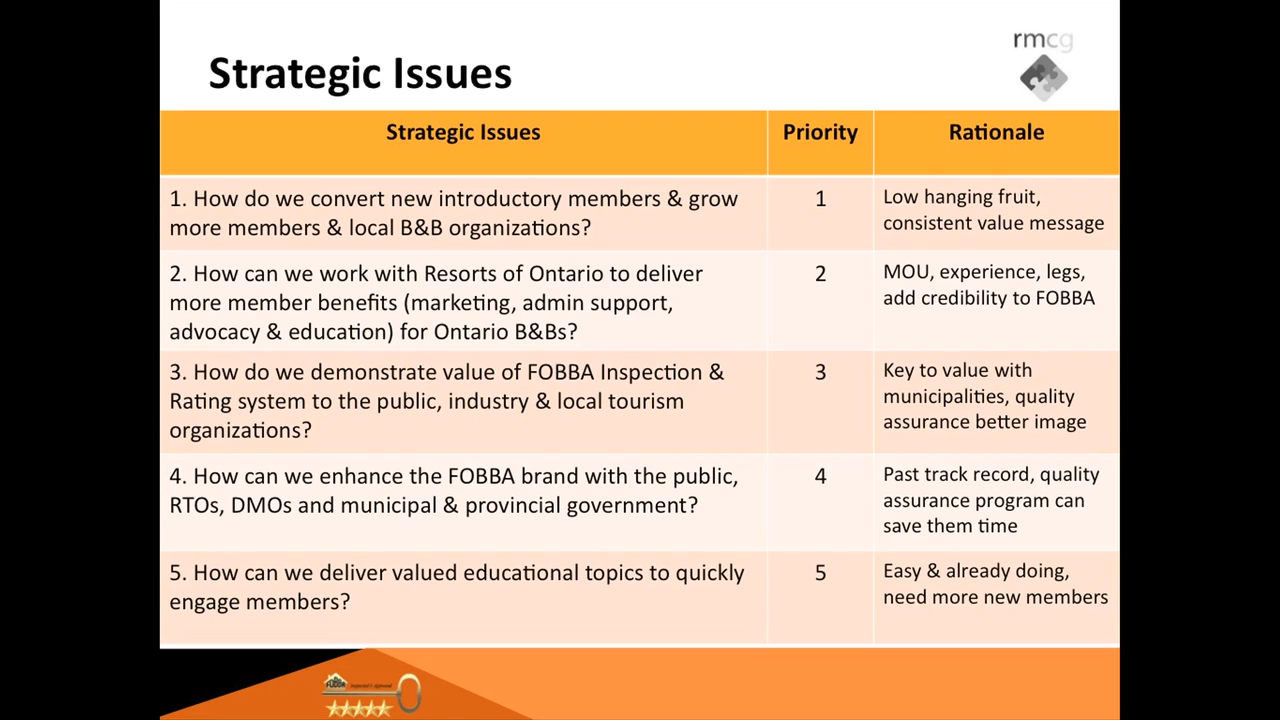 rmcg
Strategic Issues
Strategic Issues
Priority
Rationale
1. How do we convert new introductory members & grow
more members & local B&B organizations?
1
Low hanging fruit,
consistent value message
2. How can we work with Resorts of Ontario to deliver
more member benefits (marketing, admin support,
advocacy & education) for Ontario B&Bs?
2
MOU, experience, legs,
add credibility to FOBBA
3. How do we demonstrate value of FOBBA Inspection &
Rating system to the public, industry & local tourism
organizations?
3
Key to value with
municipalities, quality
assurance better image
4. How can we enhance the FOBBA brand with the public,
RTOs, DMOs and municipal & provincial government?
4
Past track record, quality
assurance program can
save them time
5. How can we deliver valued educational topics to quickly
engage members?
5
Easy & already doing,
need more new members
FOBBA